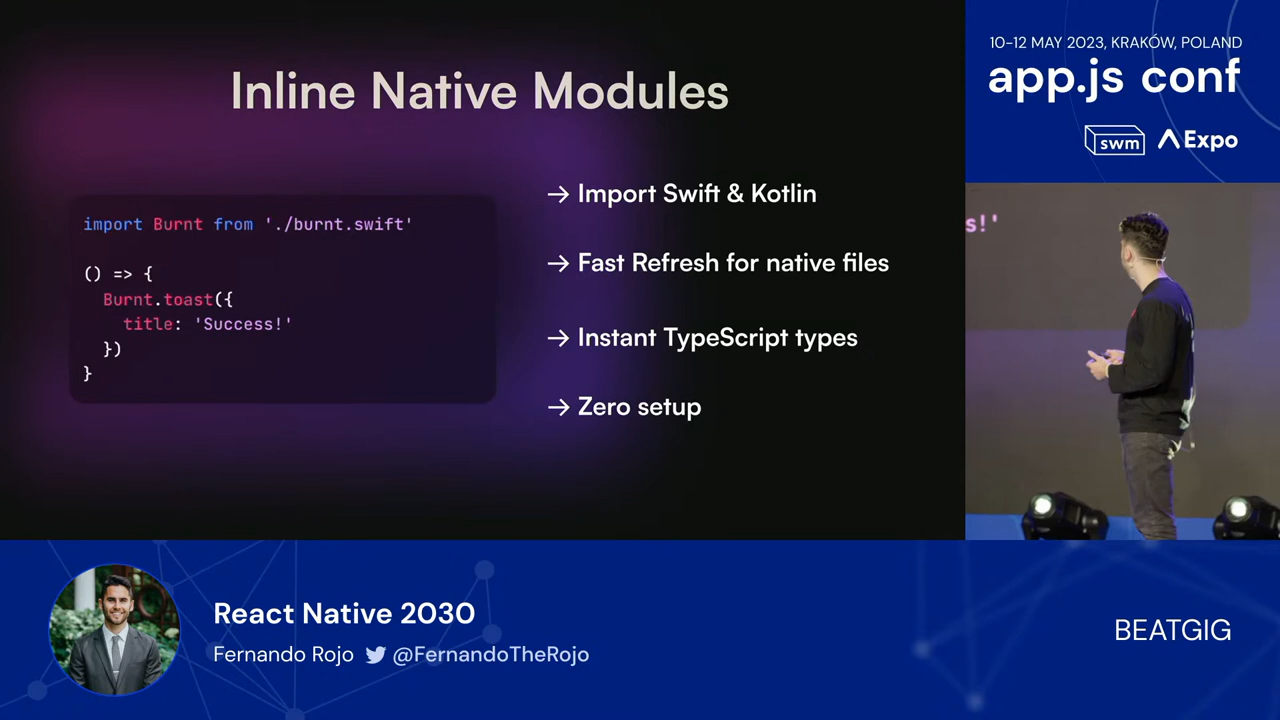 Inline Native Modules
import Burnt from './burnt.swift'
() => {
Burnt.toast({
title: 'Success!'
})
}
→ Import Swift & Kotlin
→ Fast Refresh for native files
→ Instant TypeScript types
→ Zero setup
10-12 MAY 2023, KRAKÓW, POLAND
app.js conf
swm Expo
s!'
React Native 2030
Fernando Rojo @FernandoTheRojo
BEATGIG